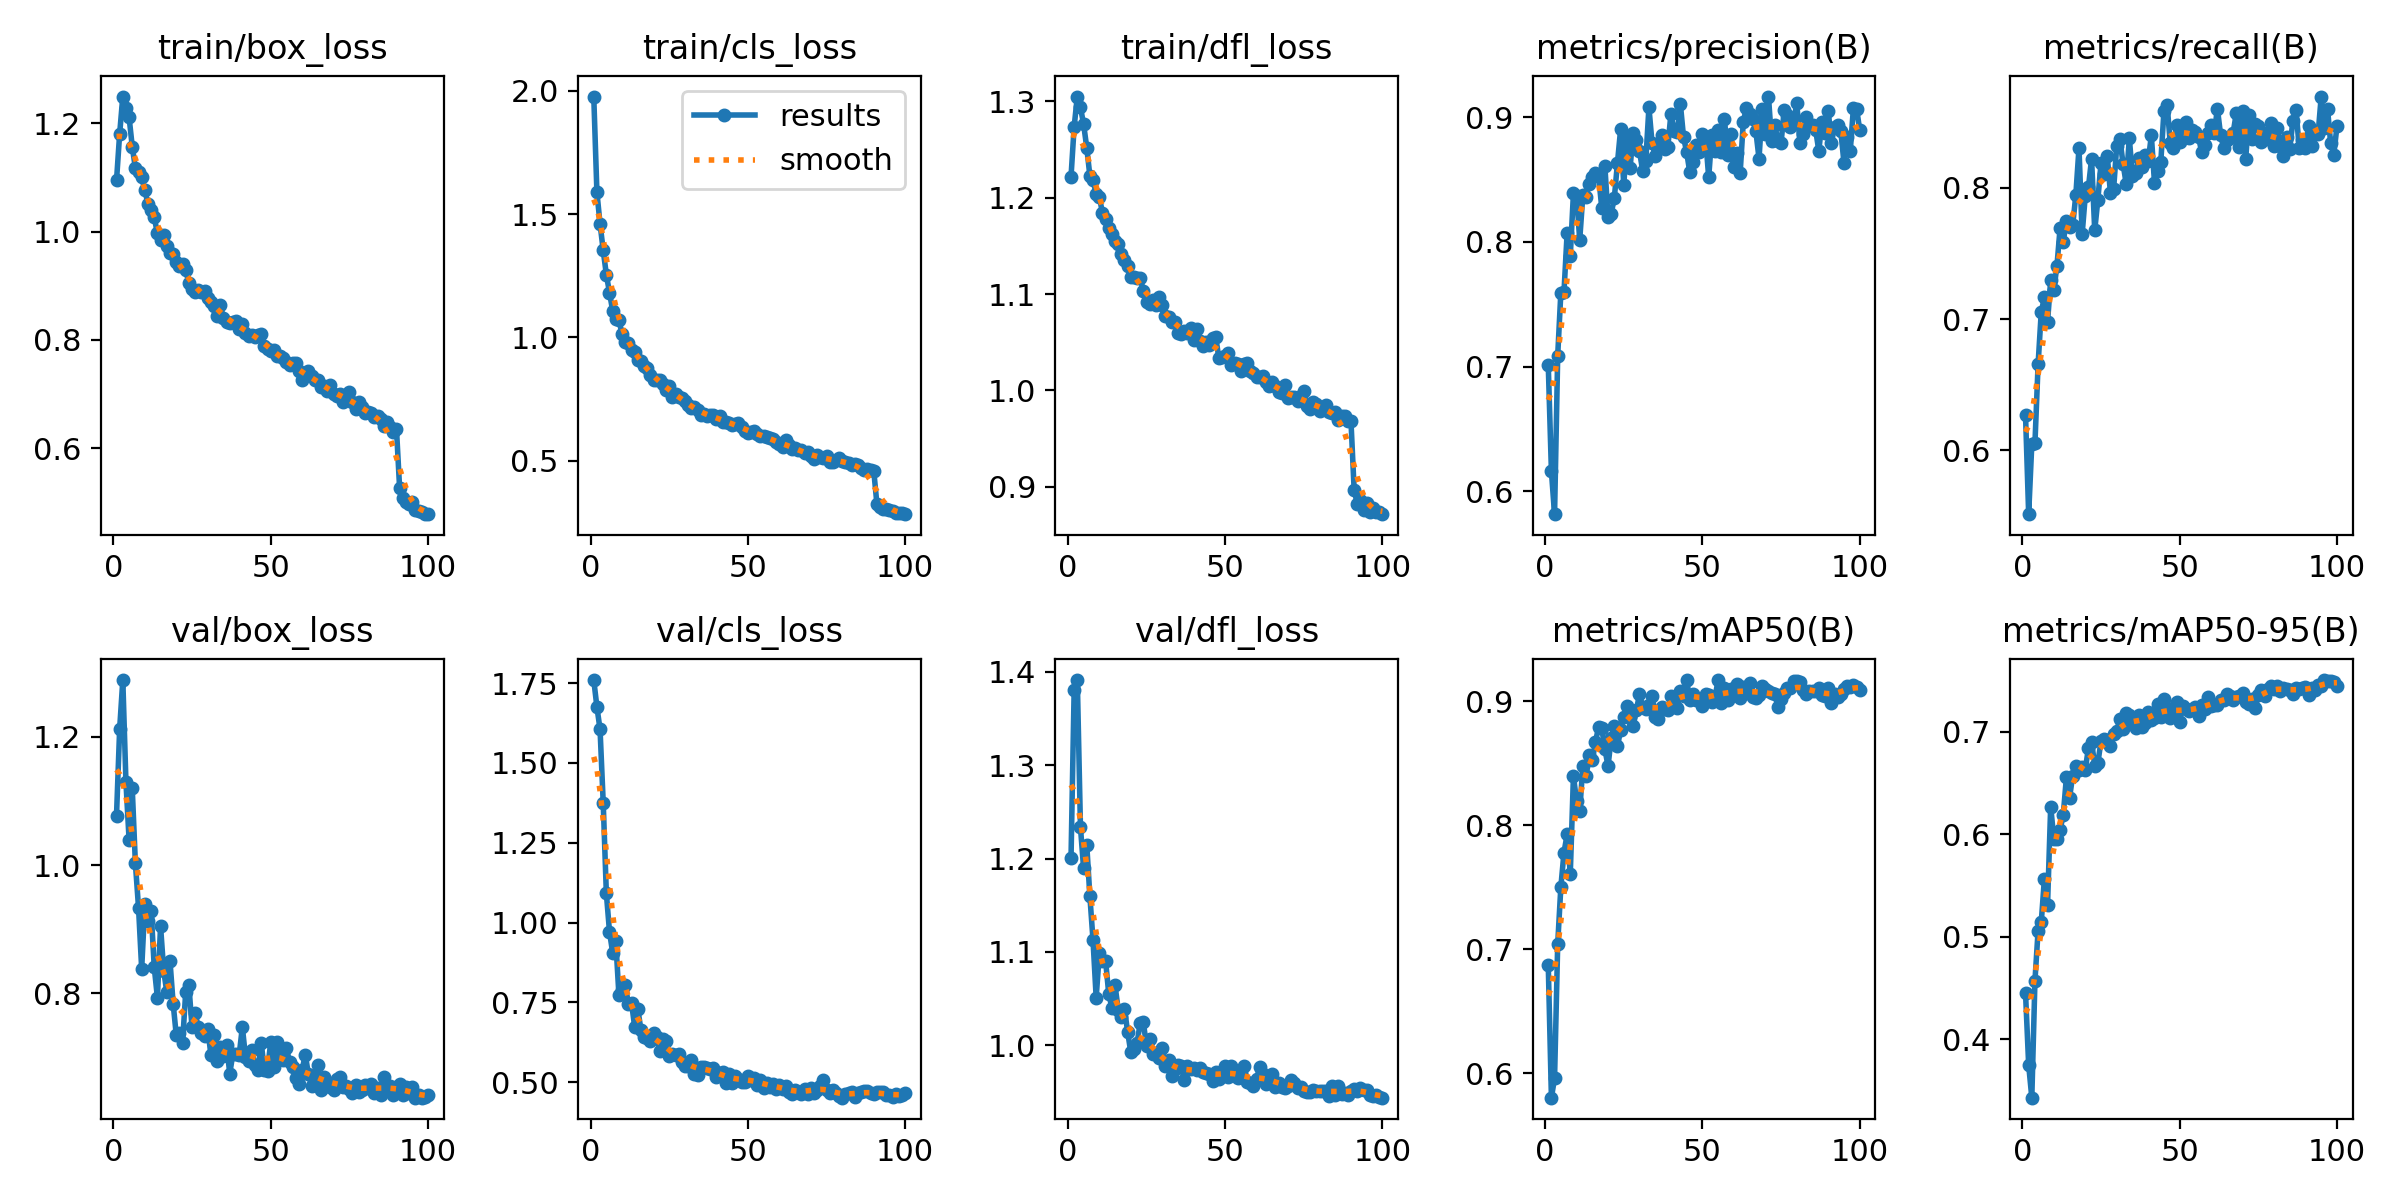 train/box_loss
1.2
1.0
0.8
0.6
0 50 100
train/cls_loss
results
smooth
2.0
1.5
1.0
0.5
0 50 100
train/dfl_loss
1.3
1.2
1.1
1.0
0.9
0 50 100
metrics/precision(B)
0.9
0.8
0.7
0.6
0 50 100
metrics/recall(B)
0.8
0.7
0.6
0 50 100
val/box_loss
1.2
1.0
0.8
0 50 100
val/cls_loss
1.75
1.50
1.25
1.00
0.75
0.50
0 50 100
val/dfl_loss
1.4
1.3
1.2
1.1
1.0
0 50 100
metrics/mAP50(B)
0.9
0.8
0.7
0.6
0 50 100
metrics/mAP50-95(B)
0.7
0.6
0.5
0.4
0 50 100